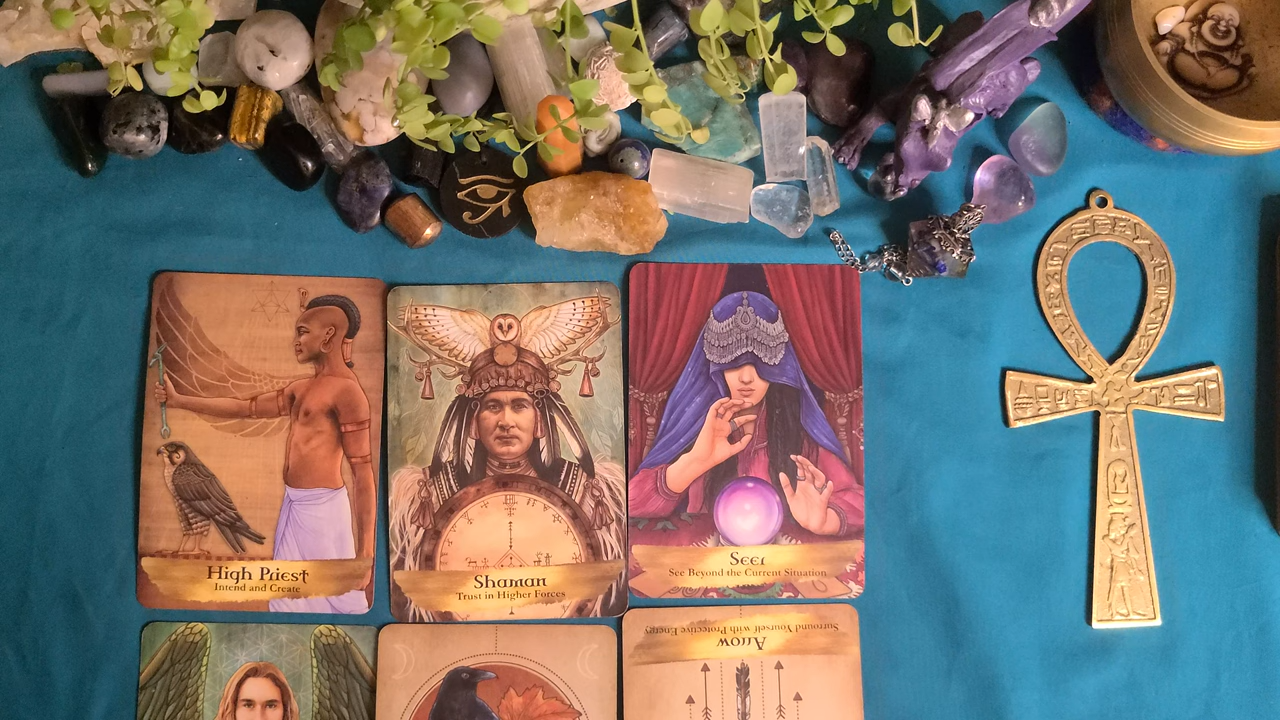 High Priest
Intend and Create
Shaman
Trust in Higher Forces
Seer
See Beyond the Current Situation
Arrow
Surround Yourself with Protective Energy